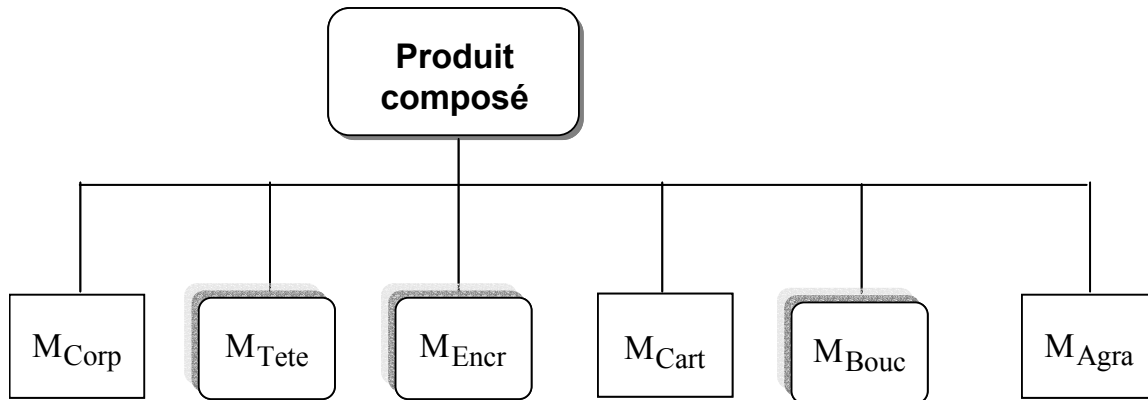 Produit
composé
MCorp
MTete
MEncr
MCart
MBouc
MAgra